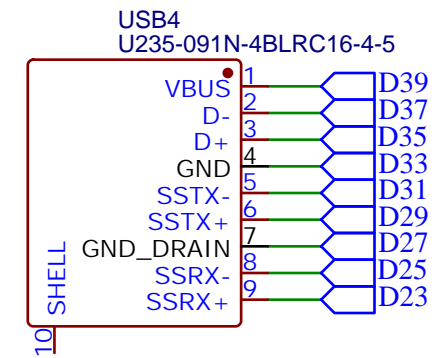 USB4
U235-091N-4BLRC16-4-5
VBUS 1 D39
D- 2 D37
D+ 3 D35
GND 4 D33
SSTX- 5 D31
SSTX+ 6 D29
GND_DRAIN 7 D27
SSRX- 8 D25
SSRX+ 9 D23
SHELL
10